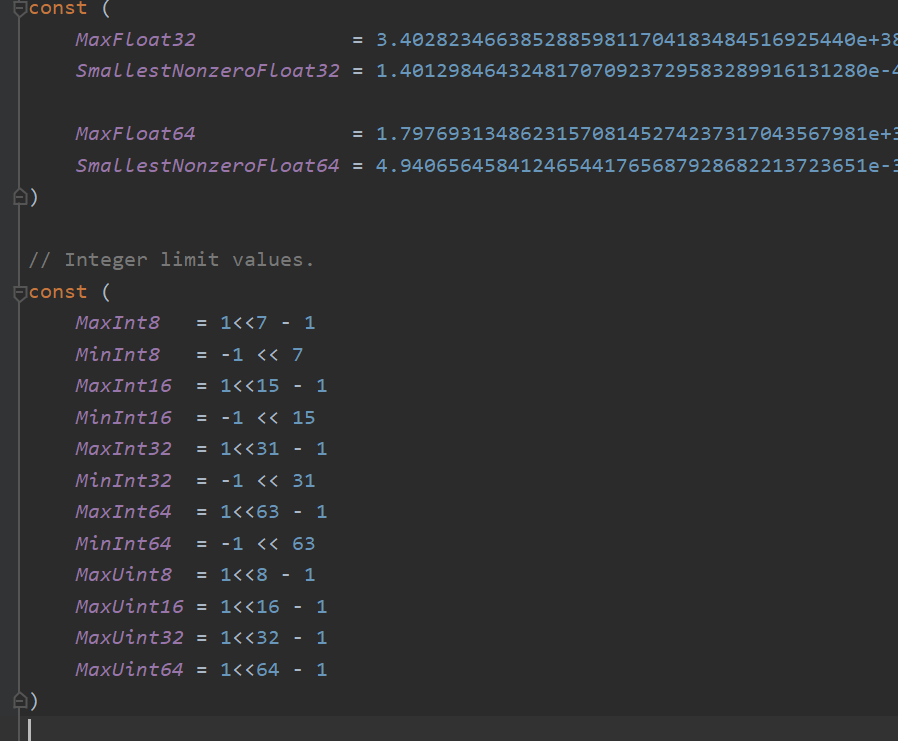 const (
MaxFloat32 = 3.40282346638528859811704183484516925440e+38
SmallestNonzeroFloat32 = 1.401298464324817070923729583289916131280e-4
MaxFloat64 = 1.79769313486231570814527423731704356798​1e+3
SmallestNonzeroFloat64 = 4.940656458412465441765687928682213723651e-3
)
// Integer limit values.
const (
MaxInt8 = 1<<7 - 1
MinInt8 = -1 << 7
MaxInt16 = 1<<15 - 1
MinInt16 = -1 << 15
MaxInt32 = 1<<31 - 1
MinInt32 = -1 << 31
MaxInt64 = 1<<63 - 1
MinInt64 = -1 << 63
MaxUint8 = 1<<8 - 1
MaxUint16 = 1<<16 - 1
MaxUint32 = 1<<32 - 1
MaxUint64 = 1<<64 - 1
)